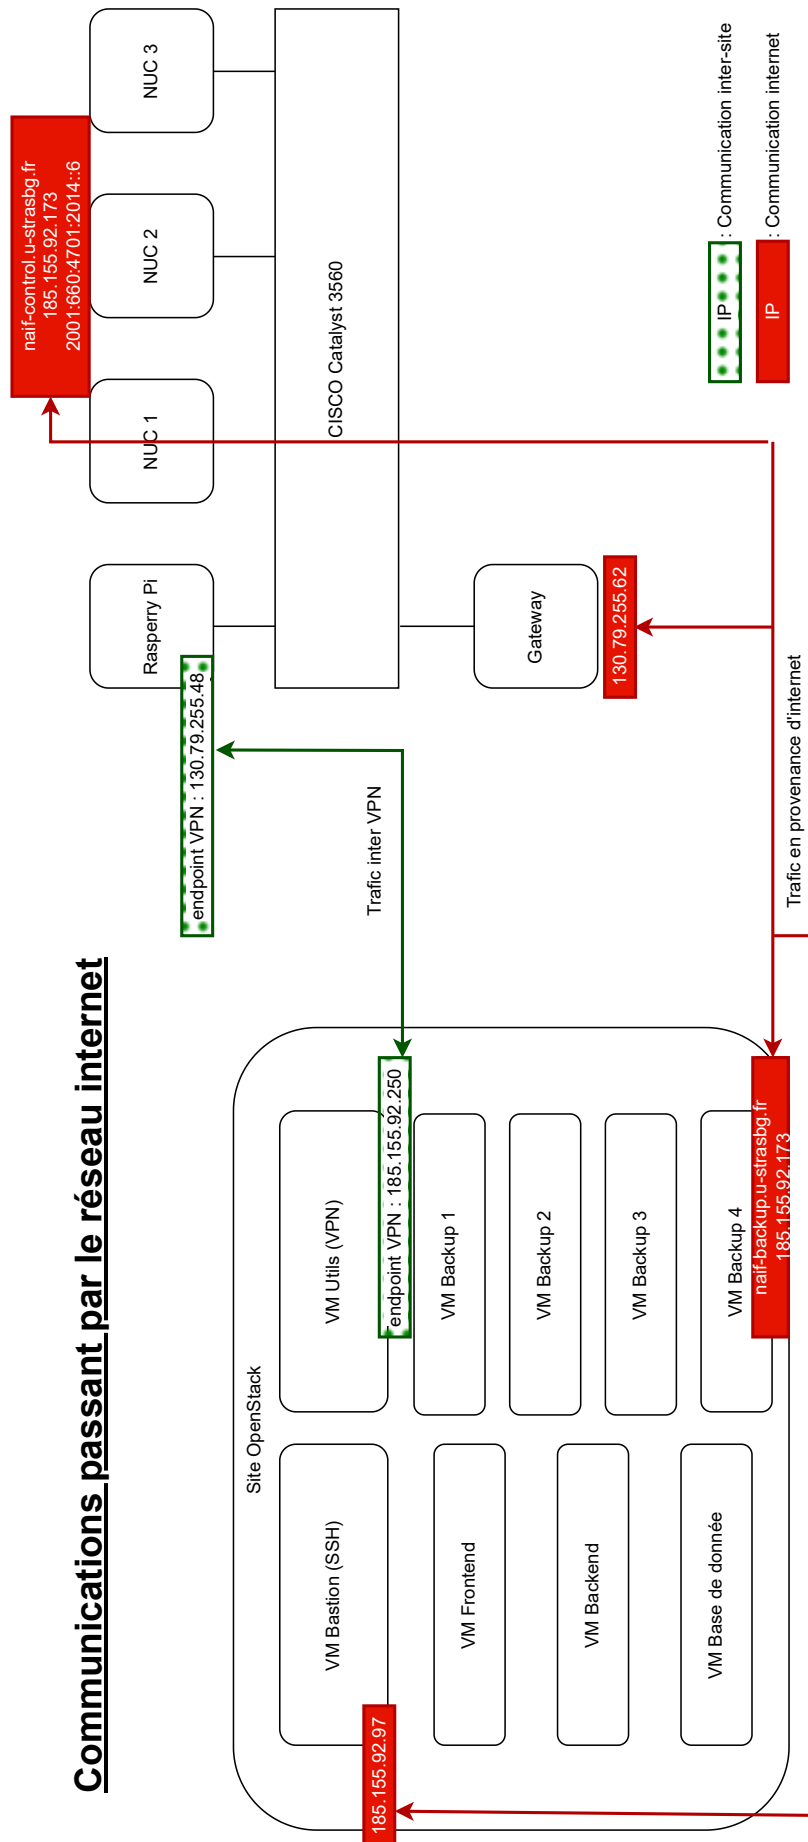 Communications passant par le réseau internet
Site OpenStack
VM Bastion (SSH)
185.155.92.97
VM Frontend
VM Backend
VM Base de donnée
VM Utils (VPN)
endpoint VPN : 185.155.92.250
VM Backup 1
VM Backup 2
VM Backup 3
VM Backup 4
naif-backup.u-strasbg.fr
185.155.92.173
Trafic inter VPN
Trafic en provenance d'internet
Rasperry Pi
endpoint VPN : 130.79.255.48
NUC 1
NUC 2
NUC 3
naif-control.u-strasbg.fr
185.155.92.173
2001:660:4701:2014::6
CISCO Catalyst 3560
Gateway
130.79.255.62
IP : Communication inter-site
IP : Communication internet